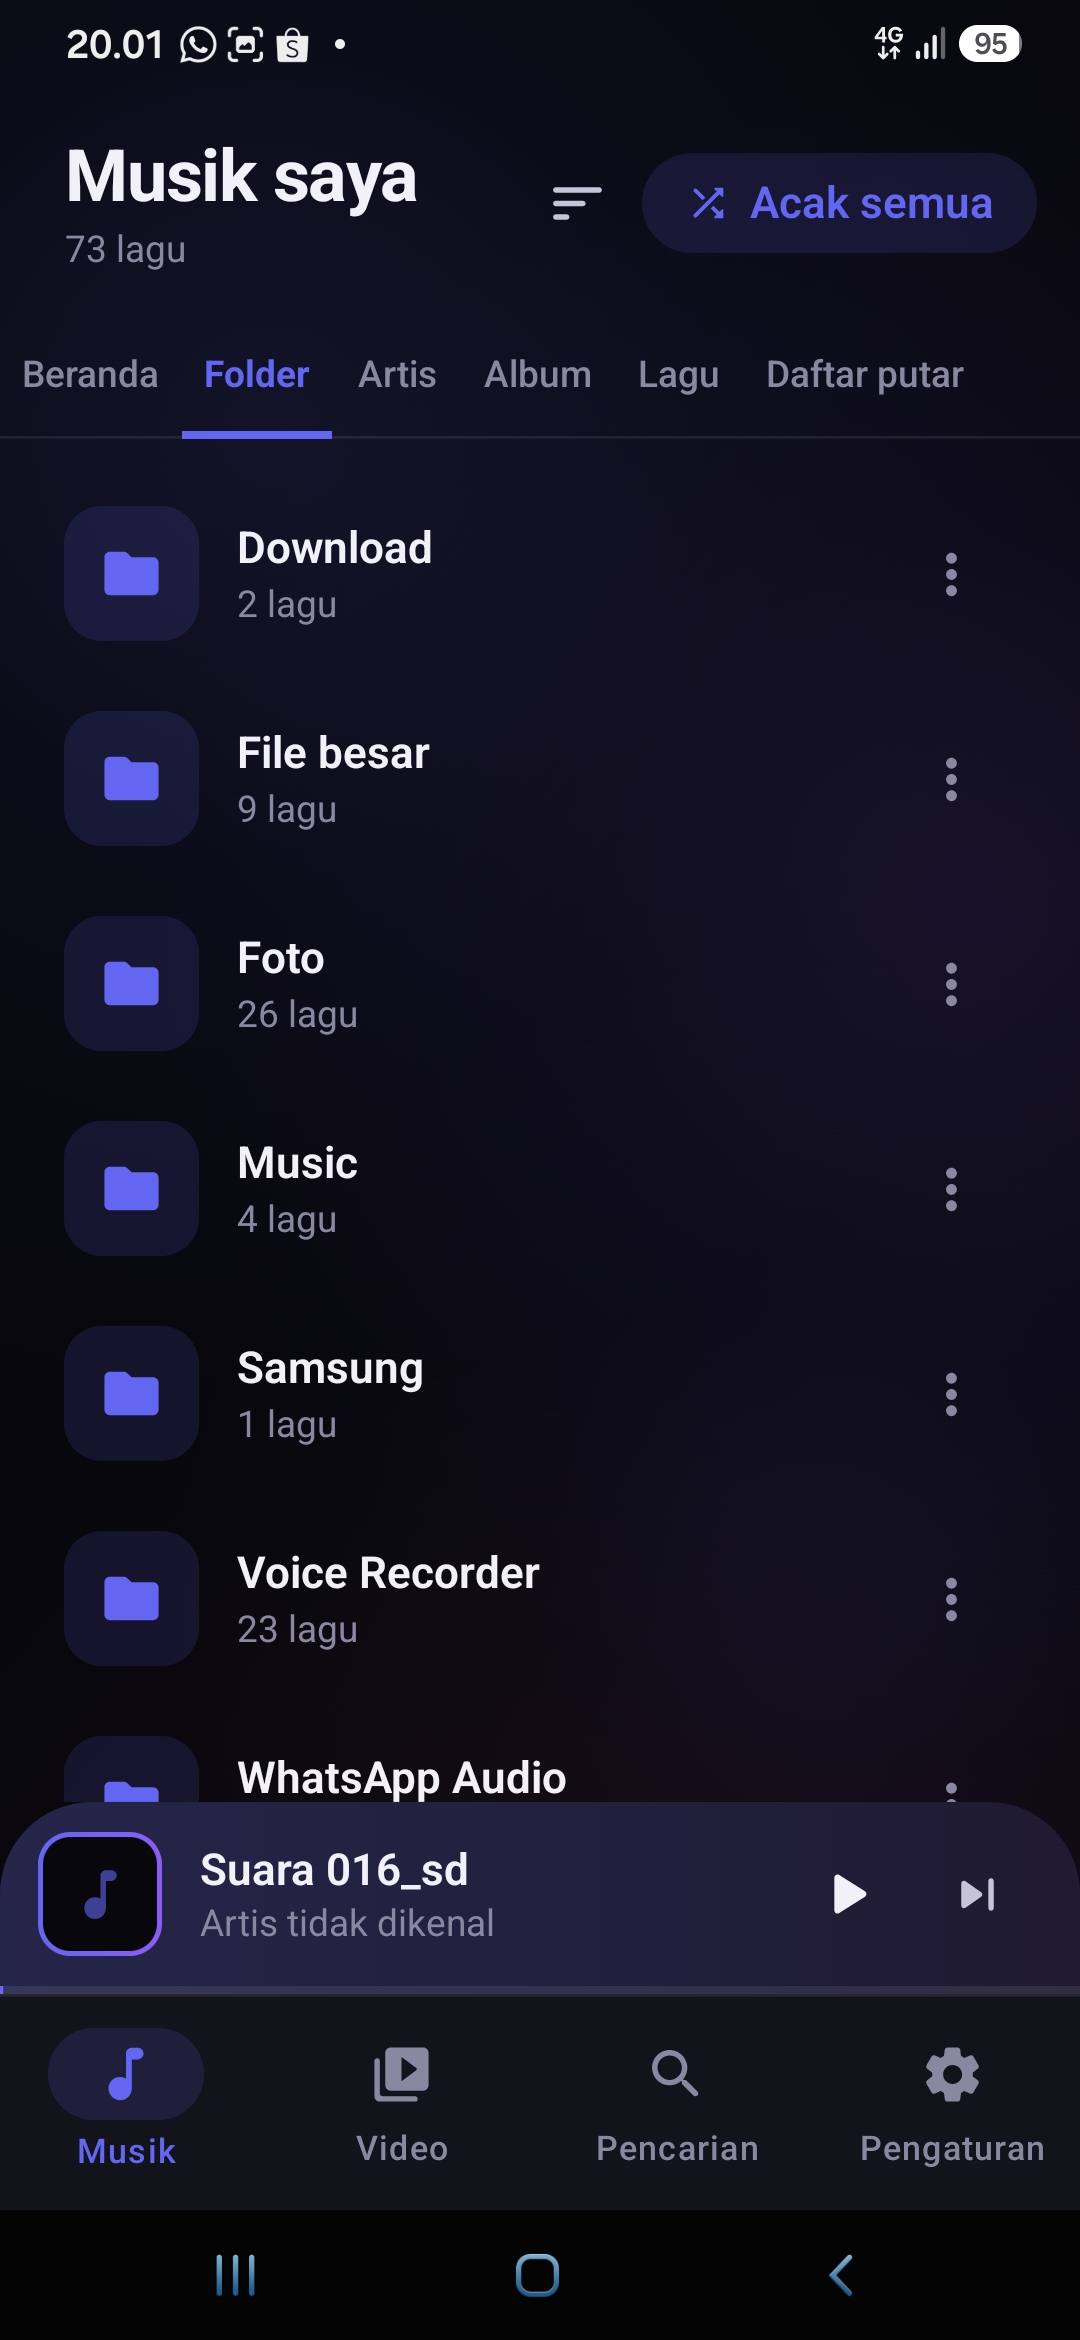 20.01
4G
95
Musik saya
73 lagu
Acak semua
Beranda Folder Artis Album Lagu Daftar putar
Download
2 lagu
File besar
9 lagu
Foto
26 lagu
Music
4 lagu
Samsung
1 lagu
Voice Recorder
23 lagu
WhatsApp Audio
Suara 016_sd
Artis tidak dikenal
Musik Video Pencarian Pengaturan